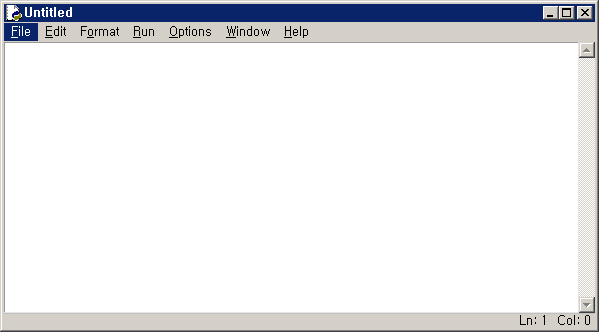 Untitled
File Edit Format Run Options Window Help
Ln: 1 Col: 0